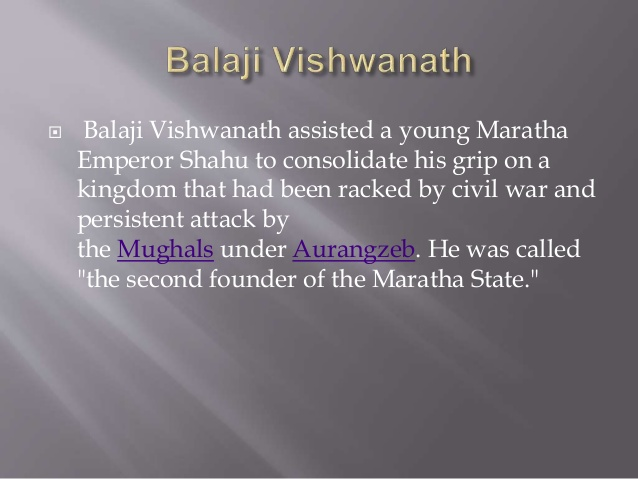 Balaji Vishwanath
Balaji Vishwanath assisted a young Maratha
Emperor Shahu to consolidate his grip on a
kingdom that had been racked by civil war and
persistent attack by
the Mughals under Aurangzeb. He was called
"the second founder of the Maratha State."